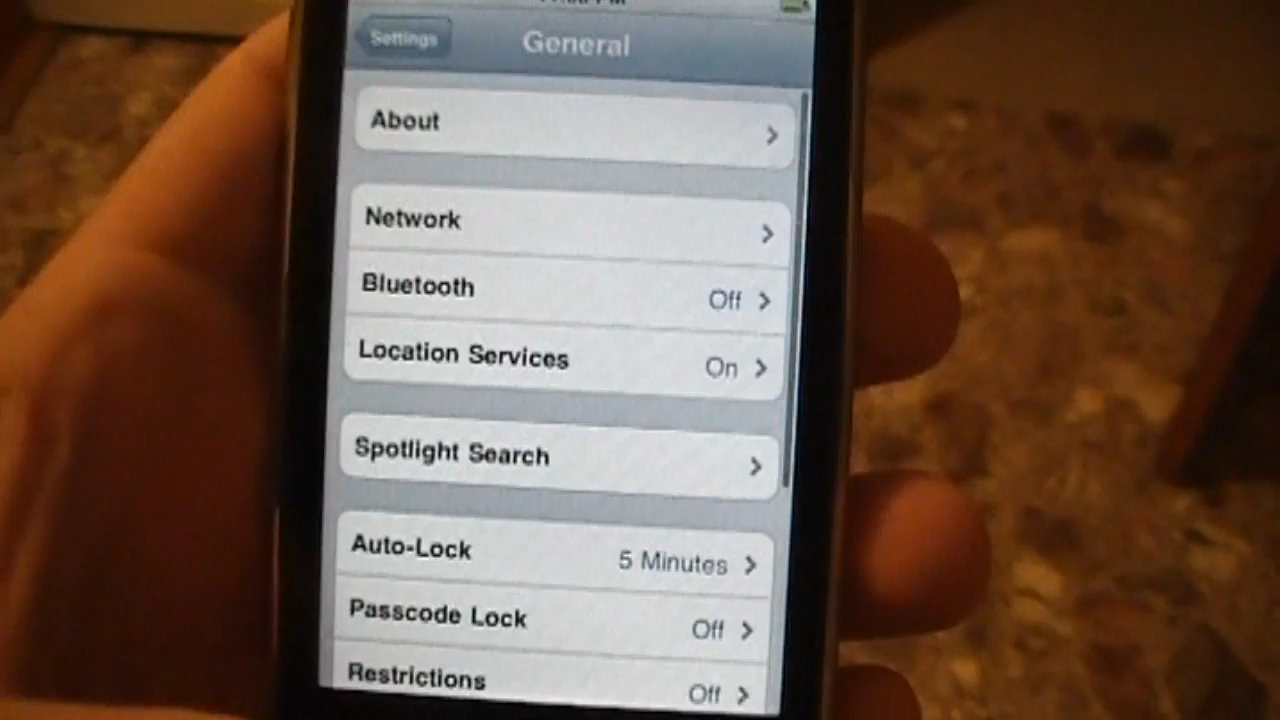 Settings
General
About
Network
Bluetooth Off
Location Services On
Spotlight Search
Auto-Lock 5 Minutes
Passcode Lock Off
Restrictions Off